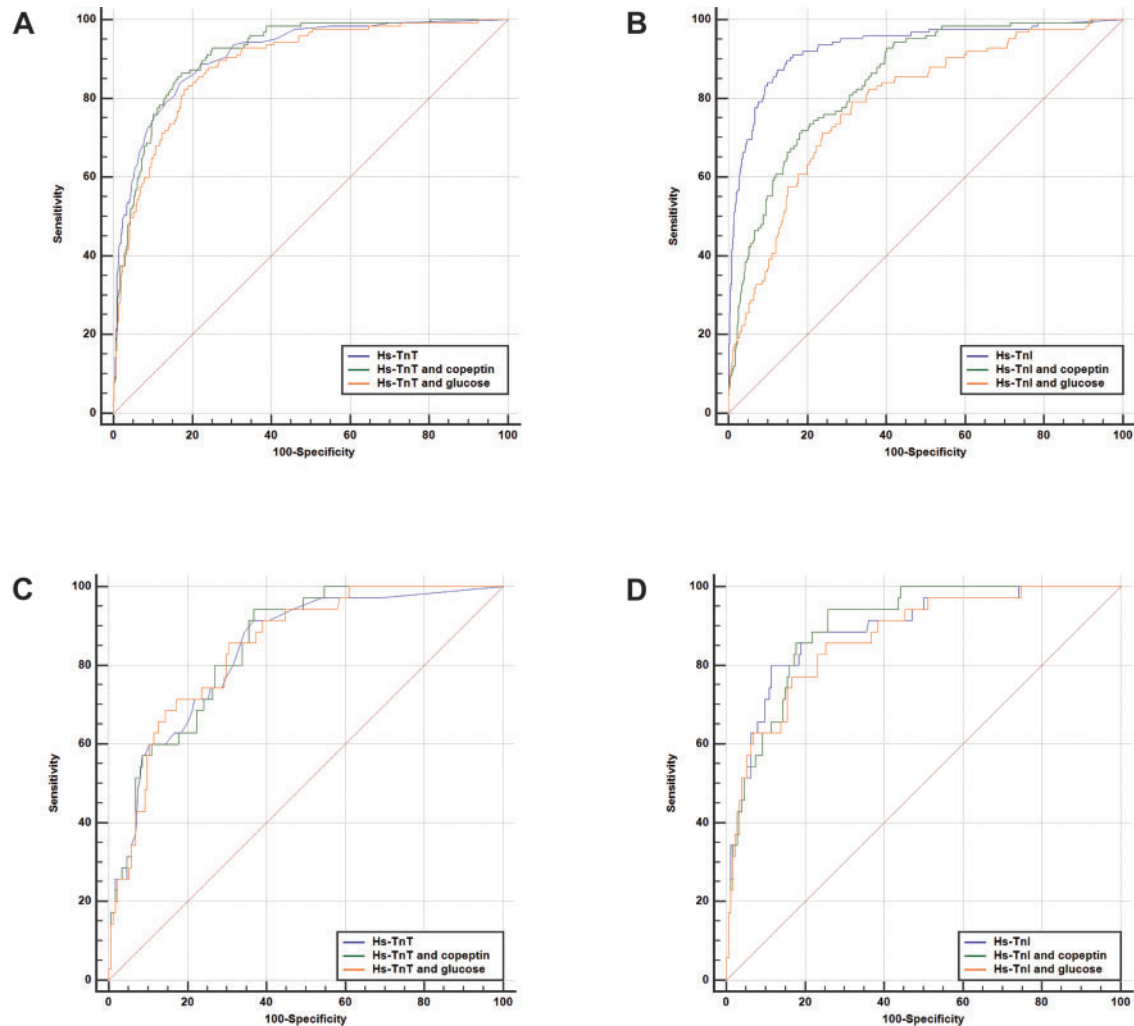 A
100
80
60
40
20
0
Sensitivity
Hs-TnT
Hs-TnT and copeptin
Hs-TnT and glucose
0 20 40 60 80 100
100-Specificity
B
100
80
60
40
20
0
Sensitivity
Hs-TnI
Hs-TnI and copeptin
Hs-TnI and glucose
0 20 40 60 80 100
100-Specificity
C
100
80
60
40
20
0
Sensitivity
Hs-TnT
Hs-TnT and copeptin
Hs-TnT and glucose
0 20 40 60 80 100
100-Specificity
D
100
80
60
40
20
0
Sensitivity
Hs-TnI
Hs-TnI and copeptin
Hs-TnI and glucose
0 20 40 60 80 100
100-Specificity